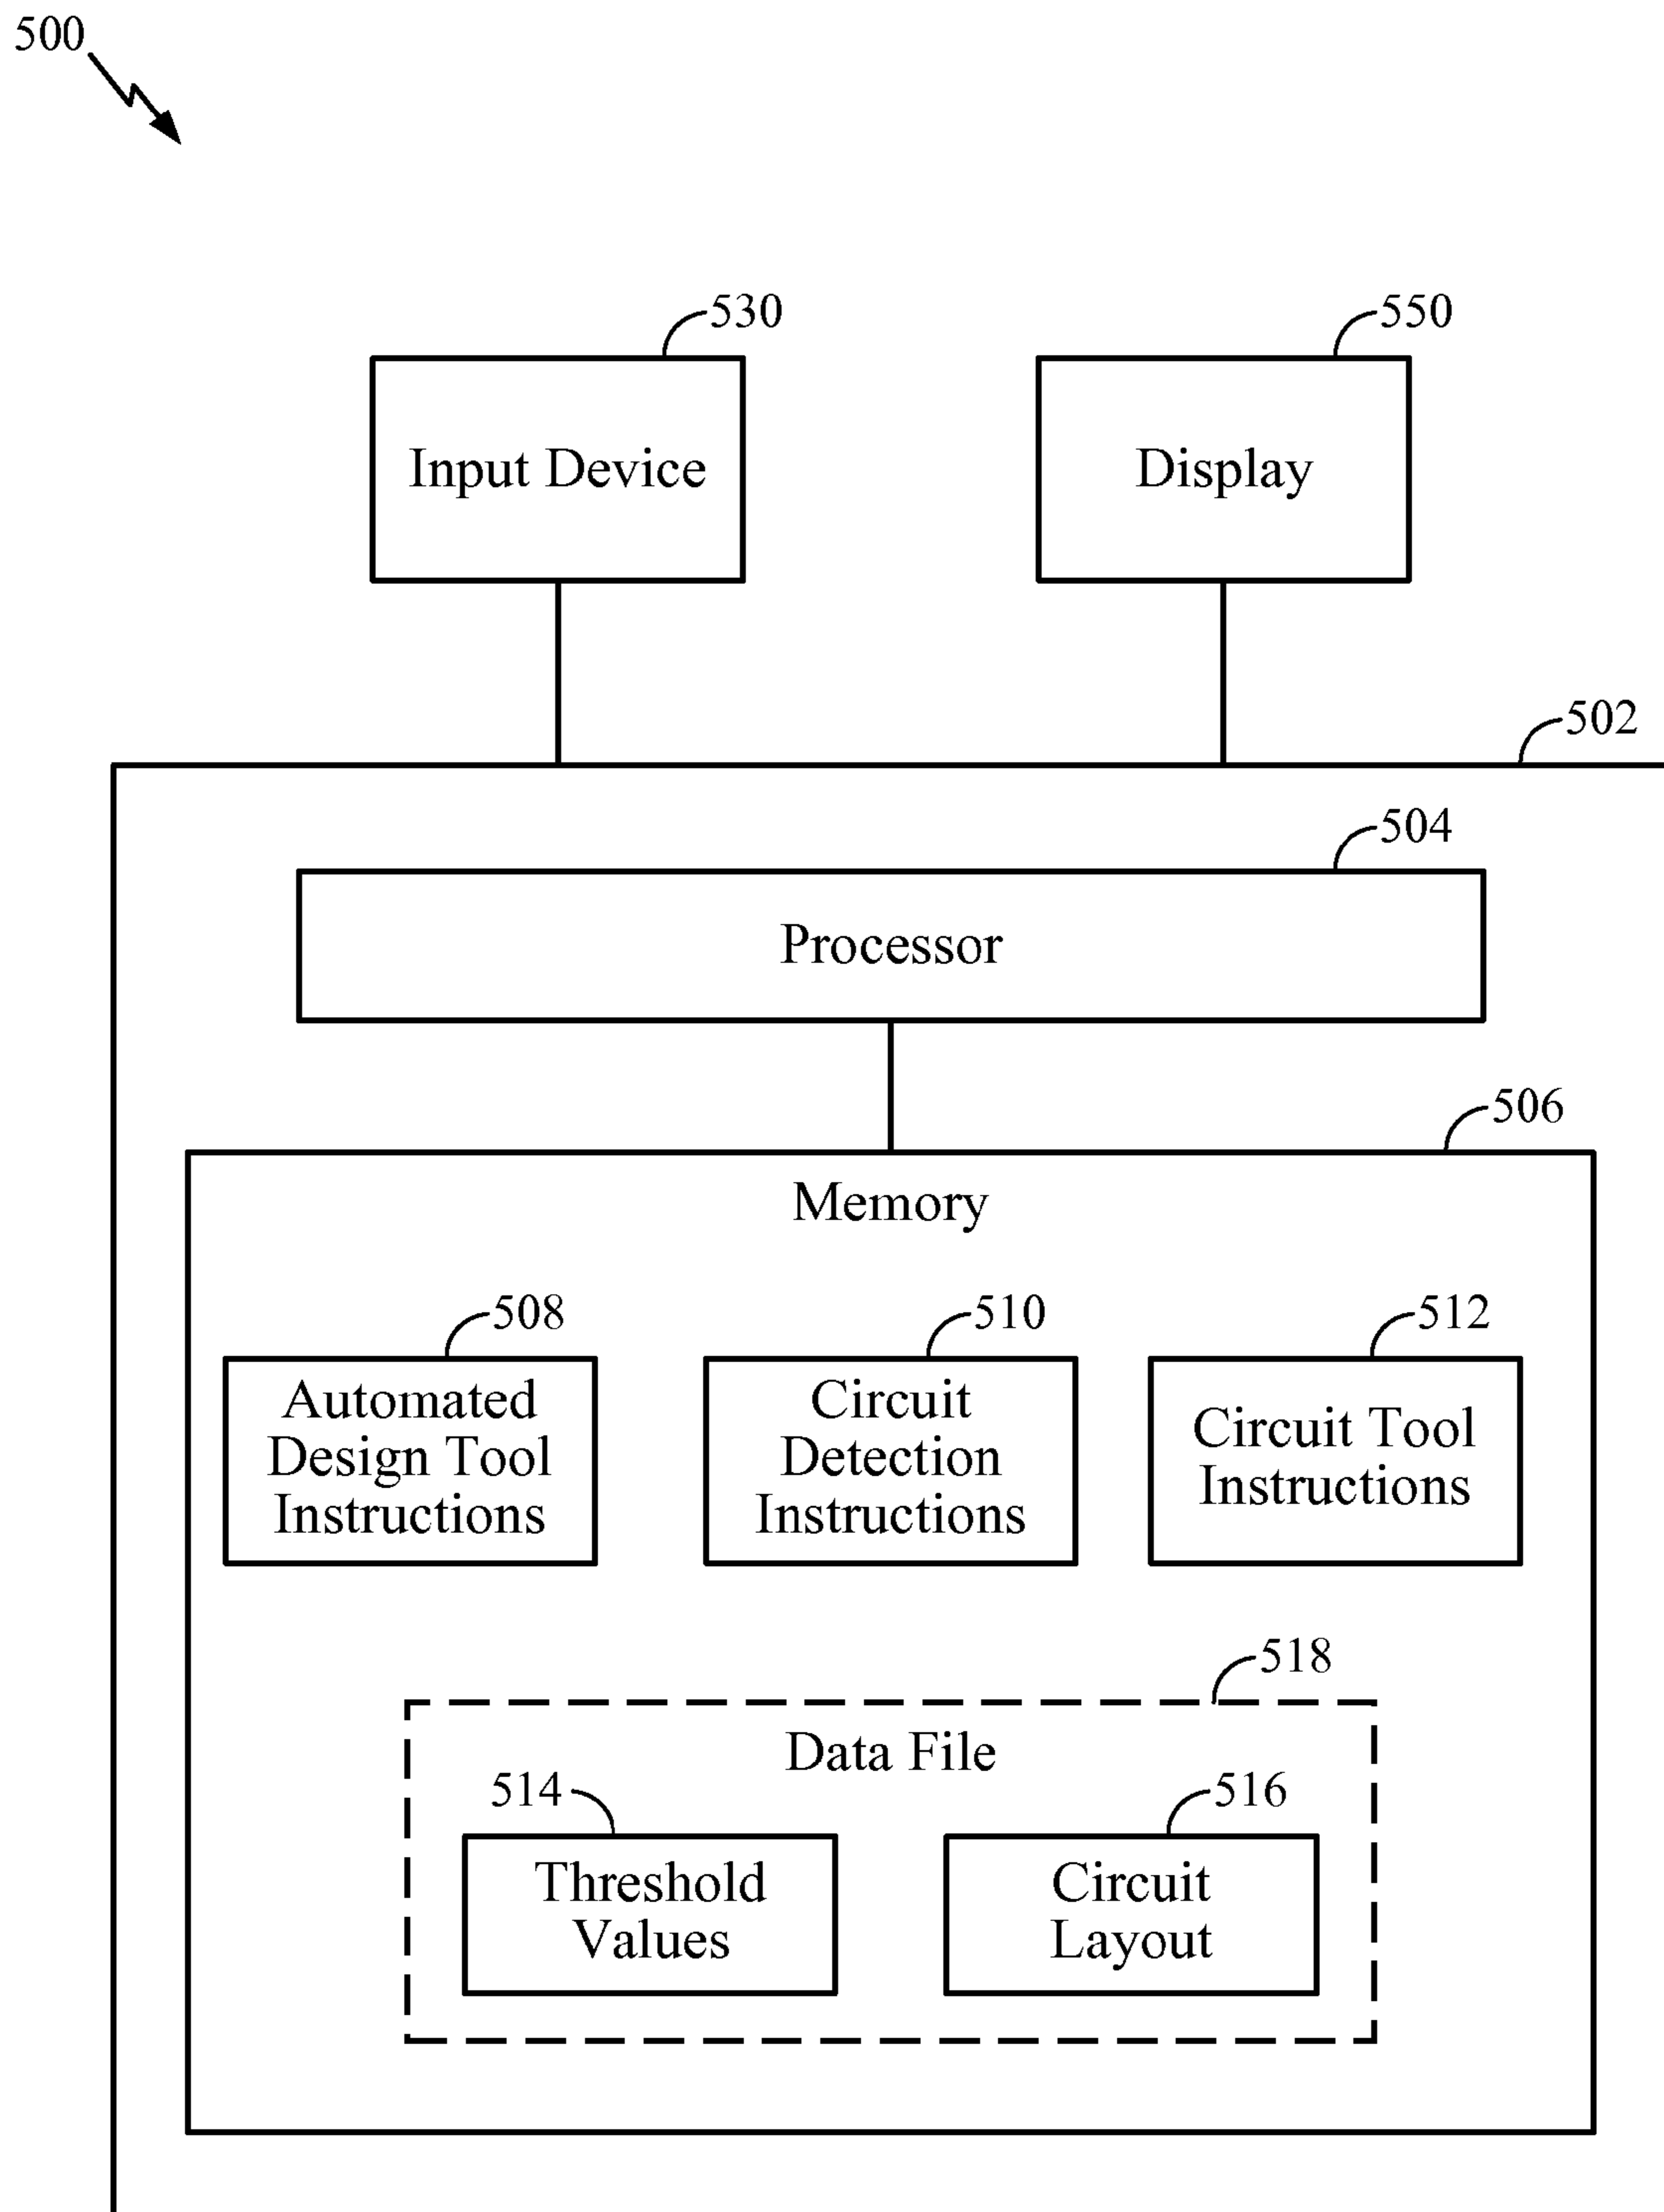 500
530
550
Input Device
Display
502
504
Processor
506
Memory
508
510
512
Automated
Design Tool
Instructions
Circuit
Detection
Instructions
Circuit Tool
Instructions
518
Data File
514
516
Threshold
Values
Circuit
Layout